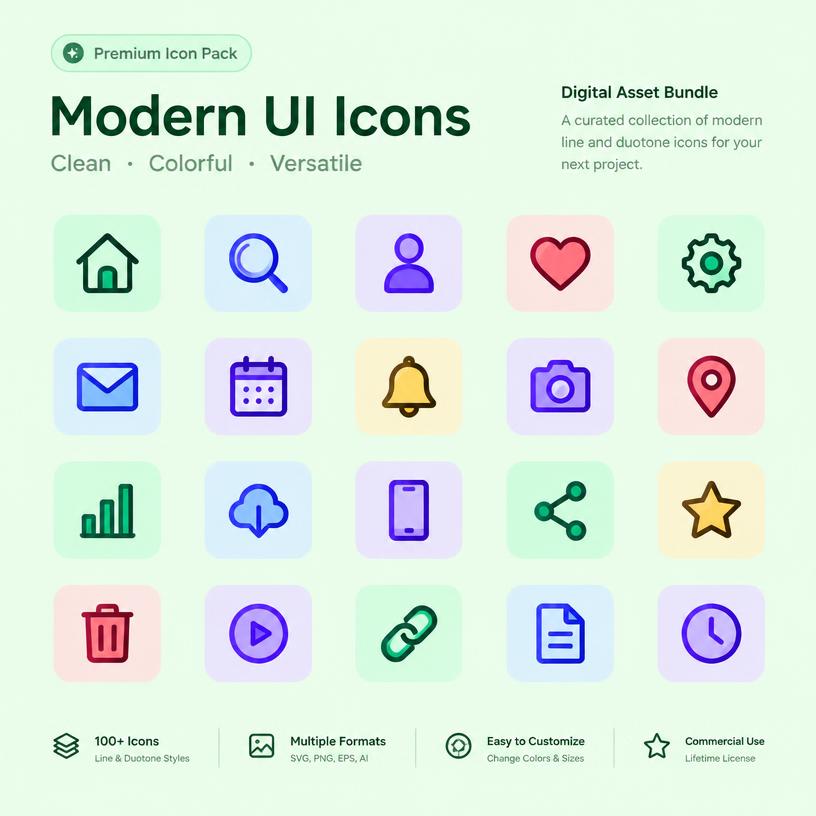 Premium Icon Pack
Modern UI Icons
Clean • Colorful • Versatile
Digital Asset Bundle
A curated collection of modern
line and duotone icons for your
next project.
100+ Icons
Line & Duotone Styles
Multiple Formats
SVG, PNG, EPS, AI
Easy to Customize
Change Colors & Sizes
Commercial Use
Lifetime License